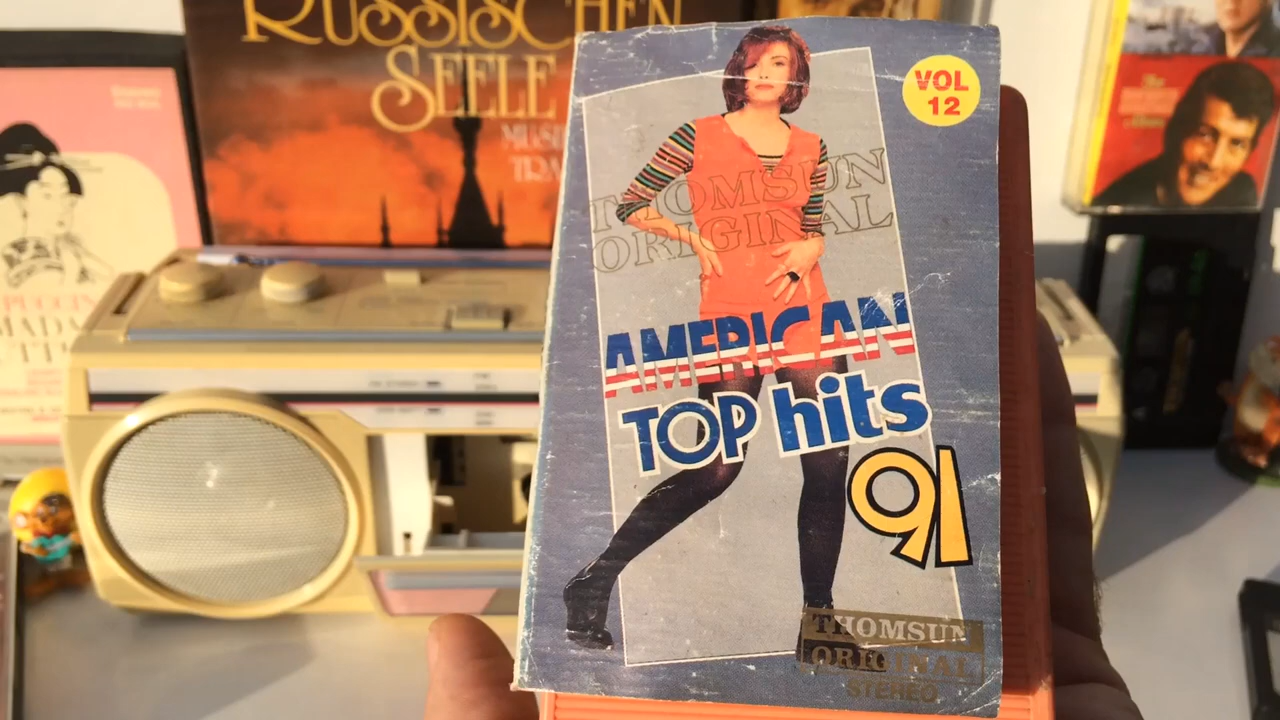 RUSSISCHEN
SEELE
VOL
12
THOMSUN
ORIGINAL
AMERICAN
TOP hits
91
THOMSUN
ORIGINAL
STEREO